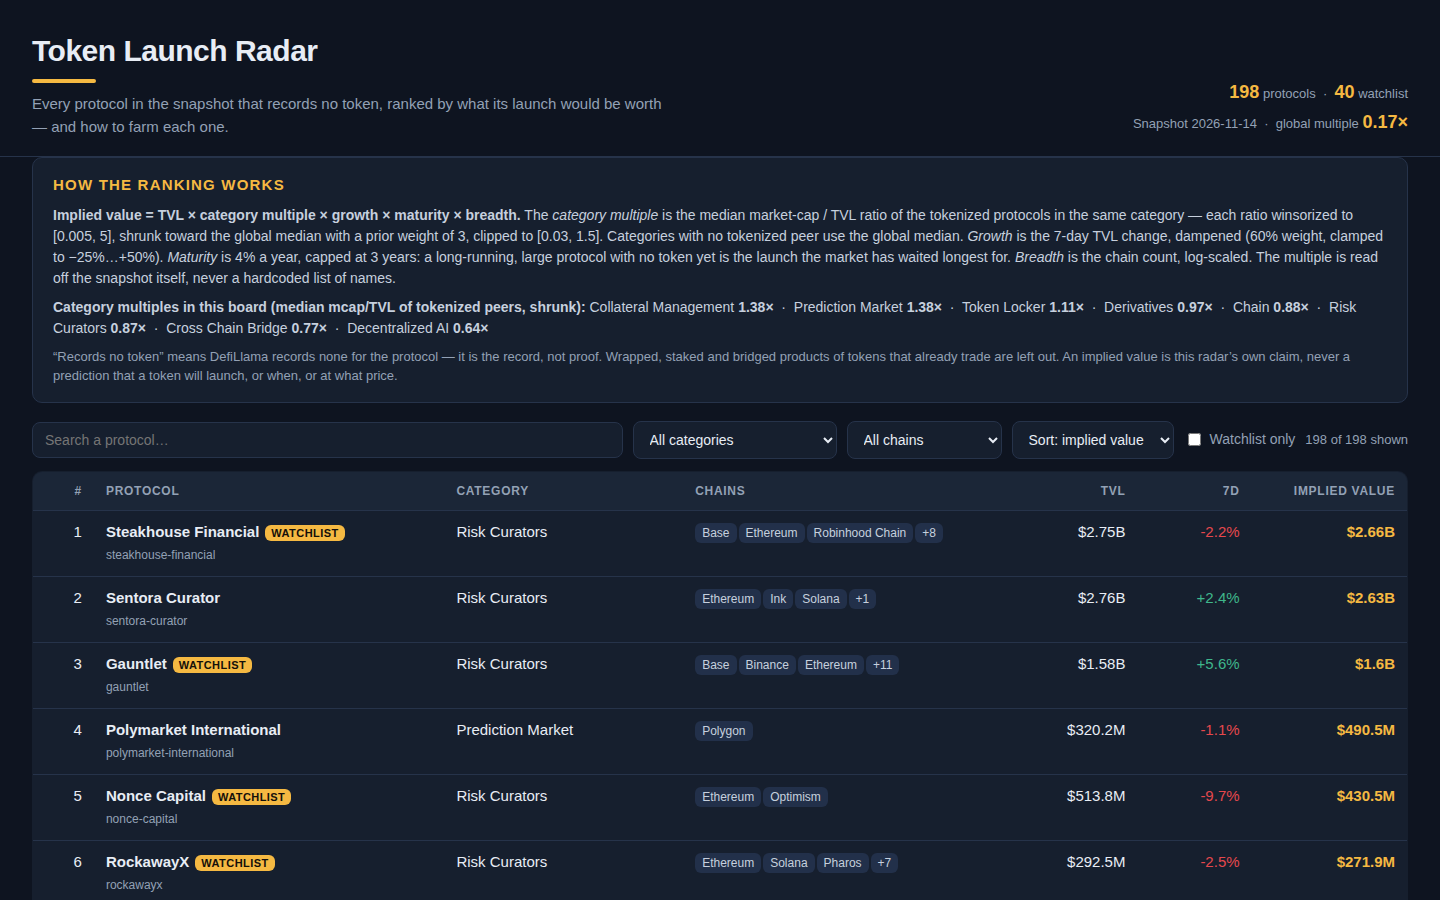 Token Launch Radar
Every protocol in the snapshot that records no token, ranked by what its launch would be worth
— and how to farm each one.
198 protocols · 40 watchlist
Snapshot 2026-11-14 · global multiple 0.17×
HOW THE RANKING WORKS
Implied value = TVL × category multiple × growth × maturity × breadth. The category multiple is the median market-cap / TVL ratio of the tokenized protocols in the same category — each ratio winsorized to
[0.005, 5], shrunk toward the global median with a prior weight of 3, clipped to [0.03, 1.5]. Categories with no tokenized peer use the global median. Growth is the 7-day TVL change, dampened (60% weight, clamped
to −25%…+50%). Maturity is 4% a year, capped at 3 years: a long-running, large protocol with no token yet is the launch the market has waited longest for. Breadth is the chain count, log-scaled. The multiple is read
off the snapshot itself, never a hardcoded list of names.
Category multiples in this board (median mcap/TVL of tokenized peers, shrunk): Collateral Management 1.38× · Prediction Market 1.38× · Token Locker 1.11× · Derivatives 0.97× · Chain 0.88× · Risk
Curators 0.87× · Cross Chain Bridge 0.77× · Decentralized AI 0.64×
“Records no token” means DefiLlama records none for the protocol — it is the record, not proof. Wrapped, staked and bridged products of tokens that already trade are left out. An implied value is this radar’s own claim, never a
prediction that a token will launch, or when, or at what price.
Search a protocol… All categories All chains Sort: implied value Watchlist only 198 of 198 shown
# PROTOCOL CATEGORY CHAINS TVL 7D IMPLIED VALUE
1 Steakhouse Financial WATCHLIST Risk Curators Base Ethereum Robinhood Chain +8 $2.75B -2.2% $2.66B
steakhouse-financial
2 Sentora Curator Risk Curators Ethereum Ink Solana +1 $2.76B +2.4% $2.63B
sentora-curator
3 Gauntlet WATCHLIST Risk Curators Base Binance Ethereum +11 $1.58B +5.6% $1.6B
gauntlet
4 Polymarket International Prediction Market Polygon $320.2M -1.1% $490.5M
polymarket-international
5 Nonce Capital WATCHLIST Risk Curators Ethereum Optimism $513.8M -9.7% $430.5M
nonce-capital
6 RockawayX WATCHLIST Risk Curators Ethereum Solana Pharos +7 $292.5M -2.5% $271.9M
rockawayx